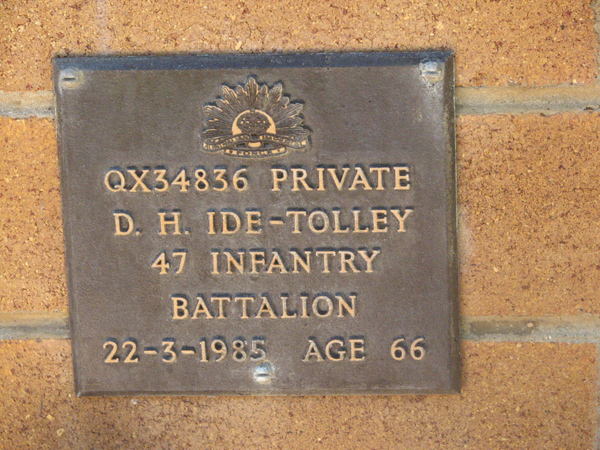 QX34836 PRIVATE
D. H. IDE-TOLLEY
47 INFANTRY
BATTALION
22-3-1985 AGE 66